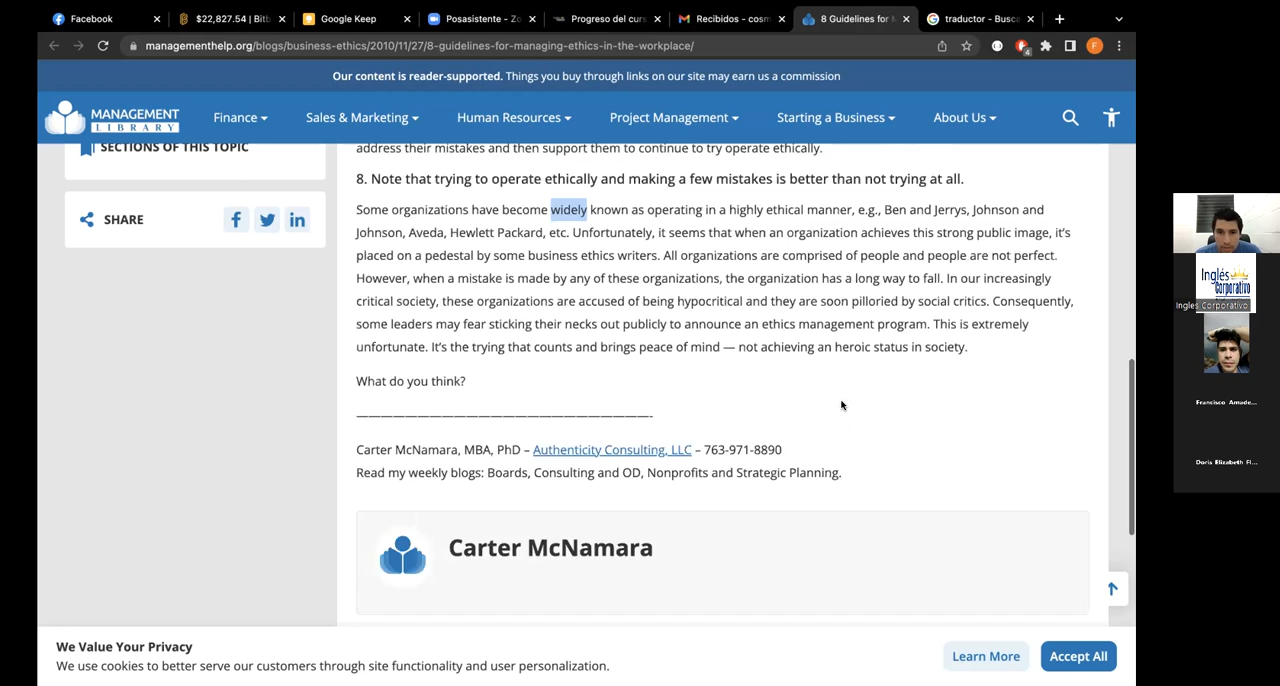 Facebook
$22,827.54 | Bitb
Google Keep
Posasistente - Zo
Progreso del curs
Recibidos - cosm
8 Guidelines for M
traductor - Busca
managementhelp.org/blogs/business-ethics/2010/11/27/8-guidelines-for-managing-ethics-in-the-workplace/
4
F
Our content is reader-supported. Things you buy through links on our site may earn us a commission
MANAGEMENT
LIBRARY
Finance
Sales & Marketing
Human Resources
Project Management
Starting a Business
About Us
SECTIONS OF THIS TOPIC
SHARE
address their mistakes and then support them to continue to try operate ethically.
8. Note that trying to operate ethically and making a few mistakes is better than not trying at all.
Some organizations have become widely known as operating in a highly ethical manner, e.g., Ben and Jerrys, Johnson and
Johnson, Aveda, Hewlett Packard, etc. Unfortunately, it seems that when an organization achieves this strong public image, it's
placed on a pedestal by some business ethics writers. All organizations are comprised of people and people are not perfect.
However, when a mistake is made by any of these organizations, the organization has a long way to fall. In our increasingly
critical society, these organizations are accused of being hypocritical and they are soon pilloried by social critics. Consequently,
some leaders may fear sticking their necks out publicly to announce an ethics management program. This is extremely
unfortunate. It's the trying that counts and brings peace of mind — not achieving an heroic status in society.
What do you think?
———————————————————————-
Carter McNamara, MBA, PhD – Authenticity Consulting, LLC – 763-971-8890
Read my weekly blogs: Boards, Consulting and OD, Nonprofits and Strategic Planning.
Carter McNamara
We Value Your Privacy
We use cookies to better serve our customers through site functionality and user personalization.
Learn More
Accept All
Inglés
Corporativo
Ingles Corporativo
Francisco Amade...
Doris Elizabeth Fl...